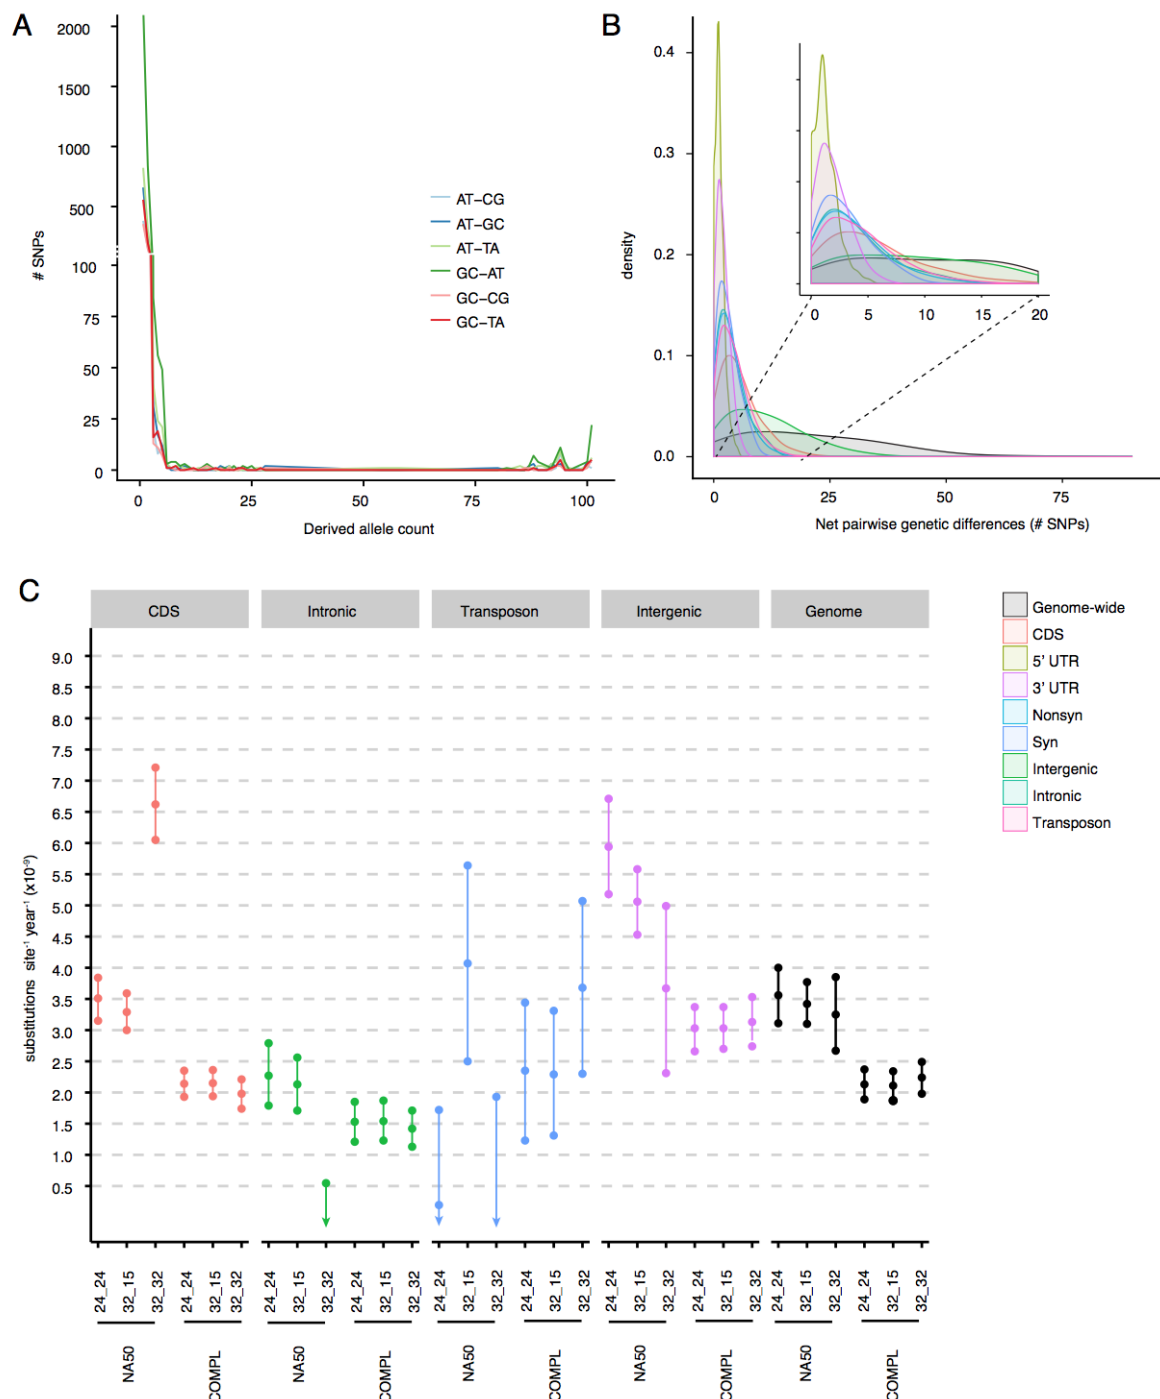 A
2000
1500
1000
500
100
75
50
25
0
# SNPs
AT–CG
AT–GC
AT–TA
GC–AT
GC–CG
GC–TA
0
25
50
75
100
Derived allele count
B
0.4
0.3
0.2
0.1
0.0
density
0
5
10
15
20
0
25
50
75
Net pairwise genetic differences (# SNPs)
C
CDS
Intronic
Transposon
Intergenic
Genome
9.0
8.5
8.0
7.5
7.0
6.5
6.0
5.5
5.0
4.5
4.0
3.5
3.0
2.5
2.0
1.5
1.0
0.5
substitutions site⁻¹ year⁻¹ (x10⁻⁹)
24_24
32_15
32_32
24_24
32_15
32_32
24_24
32_15
32_32
24_24
32_15
32_32
24_24
32_15
32_32
24_24
32_15
32_32
24_24
32_15
32_32
24_24
32_15
32_32
24_24
32_15
32_32
24_24
32_15
32_32
NA50
COMPL
NA50
COMPL
NA50
COMPL
NA50
COMPL
NA50
COMPL
Genome-wide
CDS
5' UTR
3' UTR
Nonsyn
Syn
Intergenic
Intronic
Transposon